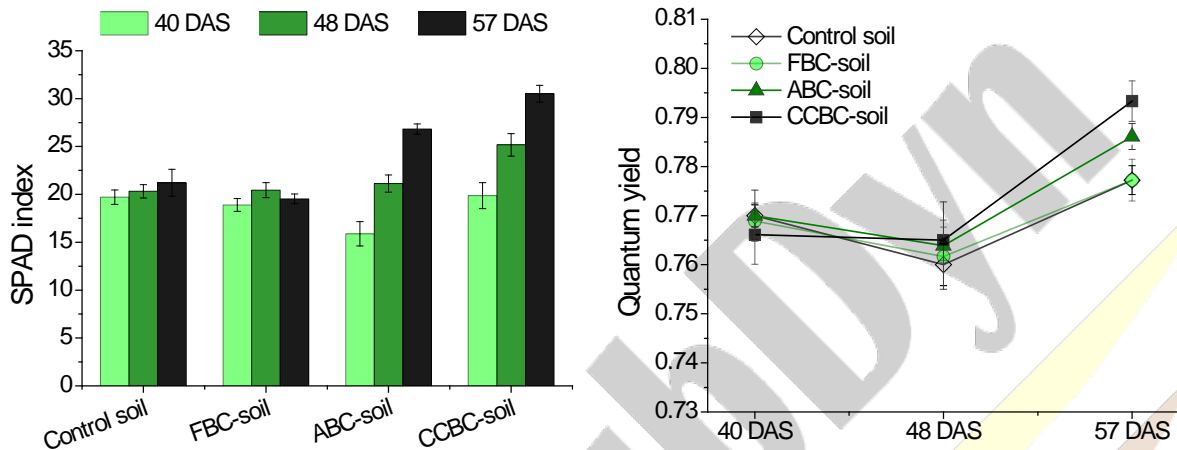 40 DAS 48 DAS 57 DAS
SPAD index
35
30
25
20
15
10
5
0
Control soil
FBC-soil
ABC-soil
CCBC-soil
Quantum yield
0.81
0.80
0.79
0.78
0.77
0.76
0.75
0.74
0.73
Control soil
FBC-soil
ABC-soil
CCBC-soil
40 DAS 48 DAS 57 DAS